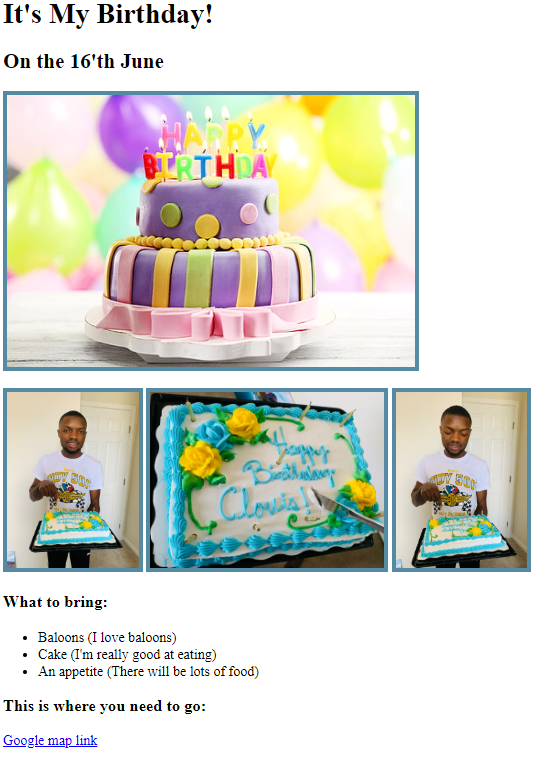 It's My Birthday!
On the 16'th June
HAPPY
BIRTHDAY
Happy
Birthday
Clovis!
What to bring:
Baloons (I love baloons)
Cake (I'm really good at eating)
An appetite (There will be lots of food)
This is where you need to go:
Google map link